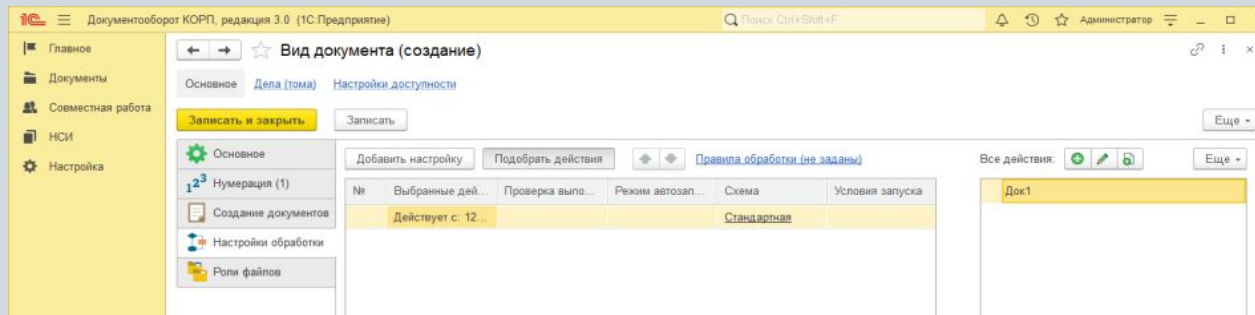 1С Документооборот КОРП, редакция 3.0 (1С:Предприятие) Поиск Ctrl+Shift+F Администратор
Главное
Документы
Совместная работа
НСИ
Настройка
Вид документа (создание)
Основное Дела (тома) Настройки доступности
Записать и закрыть Записать Еще
Основное
Нумерация (1)
Создание документов
Настройки обработки
Роли файлов
Добавить настройку Подобрать действия Правила обработки (не заданы) Все действия: Еще
№ Выбранные дей... Проверка выпо... Режим автозап... Схема Условия запуска
Действует с: 12... Стандартная
Док1